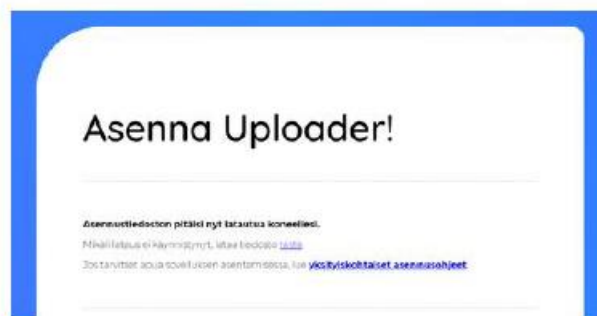 Asenna Uploader!
Asennustiedoston pitäisi nyt latautua koneellesi.
Mikäli lataus ei käynnistynyt, lataa tiedosto tästä
Jos tarvitset apua sovelluksen asentamisessa, lue yksityiskohtaiset asennusohjeet